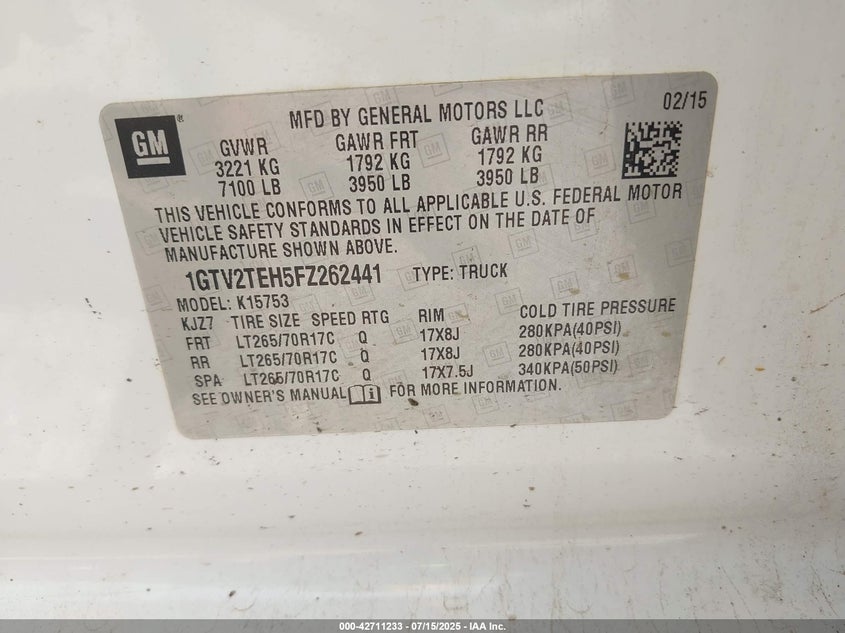 GM
®
MFD BY GENERAL MOTORS LLC 02/15
GVWR GAWR FRT GAWR RR
3221 KG 1792 KG 1792 KG
7100 LB 3950 LB 3950 LB
THIS VEHICLE CONFORMS TO ALL APPLICABLE U.S. FEDERAL MOTOR
VEHICLE SAFETY STANDARDS IN EFFECT ON THE DATE OF
MANUFACTURE SHOWN ABOVE.
1GTV2TEH5FZ262441 TYPE: TRUCK
MODEL: K15753
KJZ7 TIRE SIZE SPEED RTG RIM COLD TIRE PRESSURE
FRT LT265/70R17C Q 17X8J 280KPA(40PSI)
RR LT265/70R17C Q 17X8J 280KPA(40PSI)
SPA LT265/70R17C Q 17X7.5J 340KPA(50PSI)
SEE OWNER'S MANUAL FOR MORE INFORMATION.
000-42711233 - 07/15/2025 - IAA Inc.